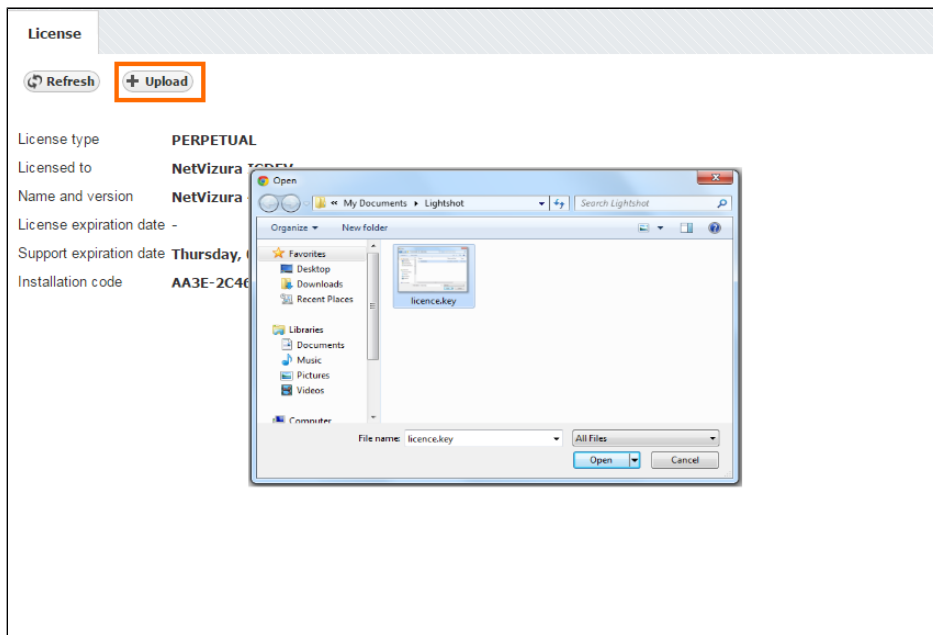 License
Refresh
Upload
License type PERPETUAL
Licensed to NetVizura
Name and version NetVizura
License expiration date -
Support expiration date Thursday,
Installation code AA3E-2C46
Open
« My Documents ▸ Lightshot
Search Lightshot
Organize New folder
Favorites
Desktop
Downloads
Recent Places
licence.key
Libraries
Documents
Music
Pictures
Videos
Computer
File name: licence.key
All Files
Open Cancel